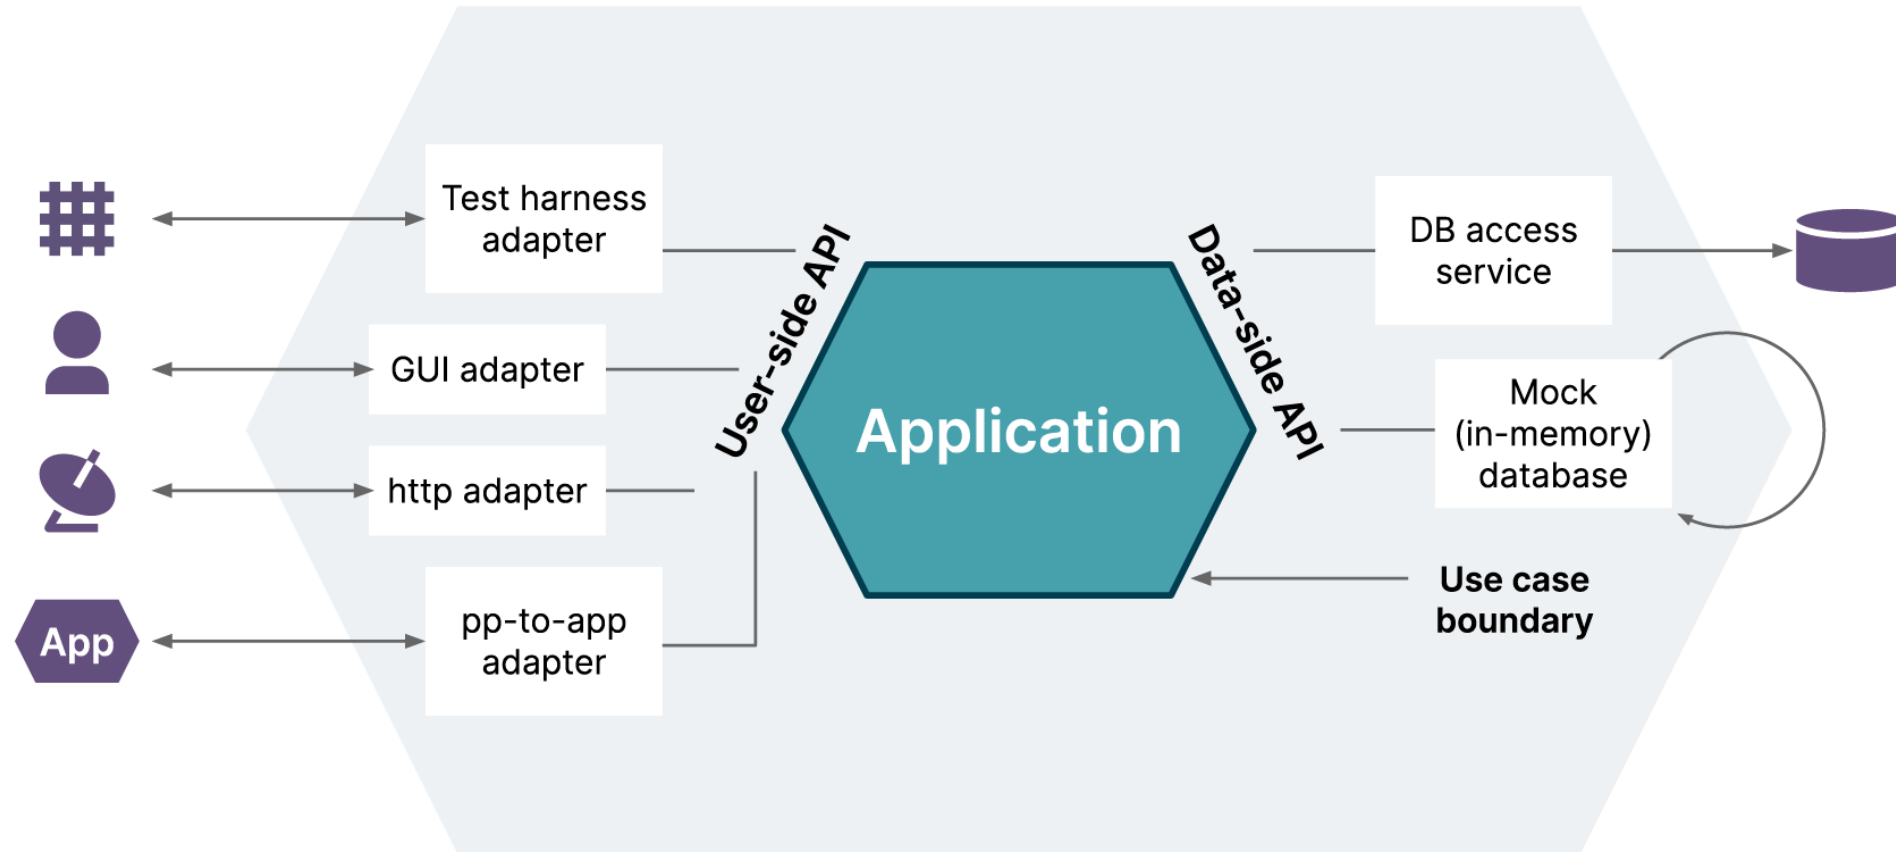 Test harness
adapter
GUI adapter
http adapter
App
pp-to-app
adapter
User-side API
Application
Data-side API
DB access
service
Mock
(in-memory)
database
Use case
boundary